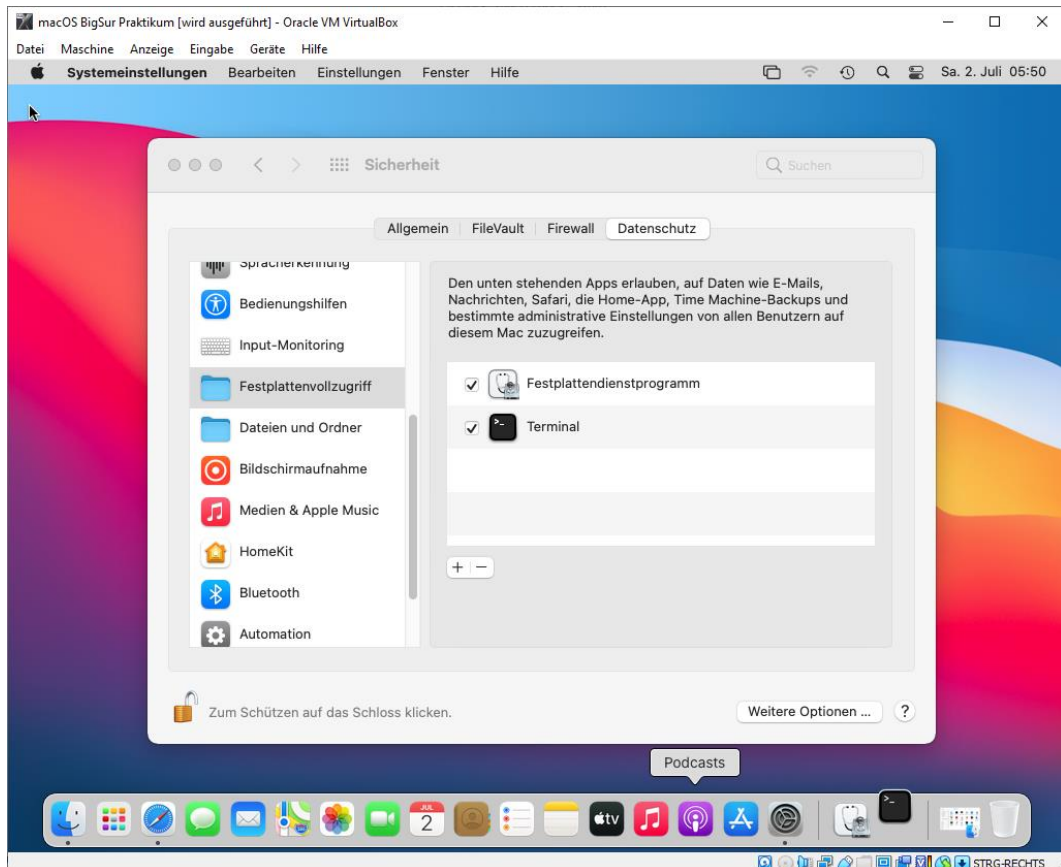 macOS BigSur Praktikum [wird ausgeführt] - Oracle VM VirtualBox
Datei Maschine Anzeige Eingabe Geräte Hilfe
Systemeinstellungen Bearbeiten Einstellungen Fenster Hilfe Sa. 2. Juli 05:50
Sicherheit
Suchen
Allgemein FileVault Firewall Datenschutz
Spracherkennung
Bedienungshilfen
Input-Monitoring
Festplattenvollzugriff
Dateien und Ordner
Bildschirmaufnahme
Medien & Apple Music
HomeKit
Bluetooth
Automation
Den unten stehenden Apps erlauben, auf Daten wie E-Mails,
Nachrichten, Safari, die Home-App, Time Machine-Backups und
bestimmte administrative Einstellungen von allen Benutzern auf
diesem Mac zuzugreifen.
Festplattendienstprogramm
Terminal
+ −
Zum Schützen auf das Schloss klicken.
Weitere Optionen ... ?
Podcasts
JUL
2
tv
STRG-RECHTS